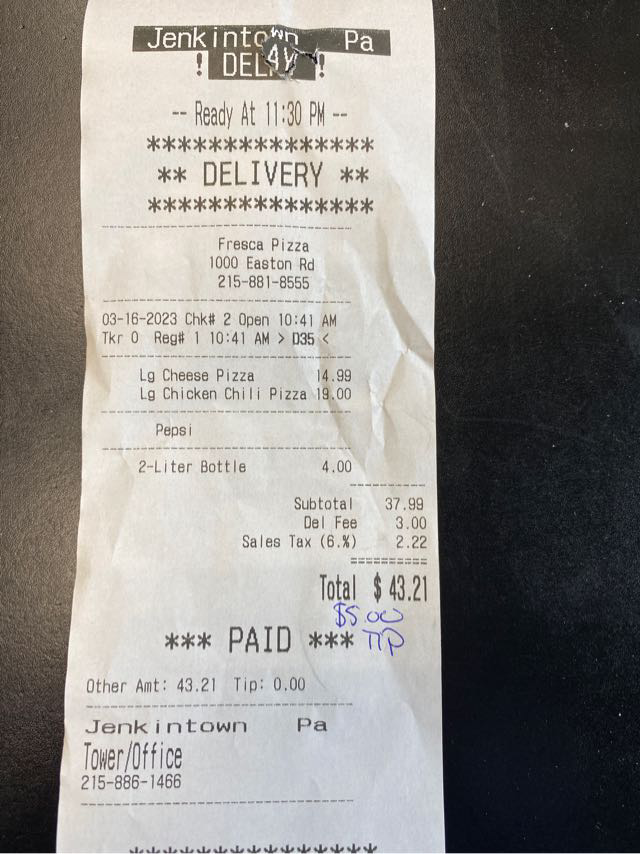 Jenkintown Pa
! DELAY !
-- Ready At 11:30 PM --
***************
** DELIVERY **
***************
Fresca Pizza
1000 Easton Rd
215-881-8555
03-16-2023 Chk# 2 Open 10:41 AM
Tkr 0 Reg# 1 10:41 AM > D35 <
Lg Cheese Pizza 14.99
Lg Chicken Chili Pizza 19.00
Pepsi
2-Liter Bottle 4.00
Subtotal 37.99
Del Fee 3.00
Sales Tax (6.%) 2.22
Total $ 43.21
$5.00
*** PAID *** TIP
Other Amt: 43.21 Tip: 0.00
Jenkintown Pa
Tower/Office
215-886-1466
***************